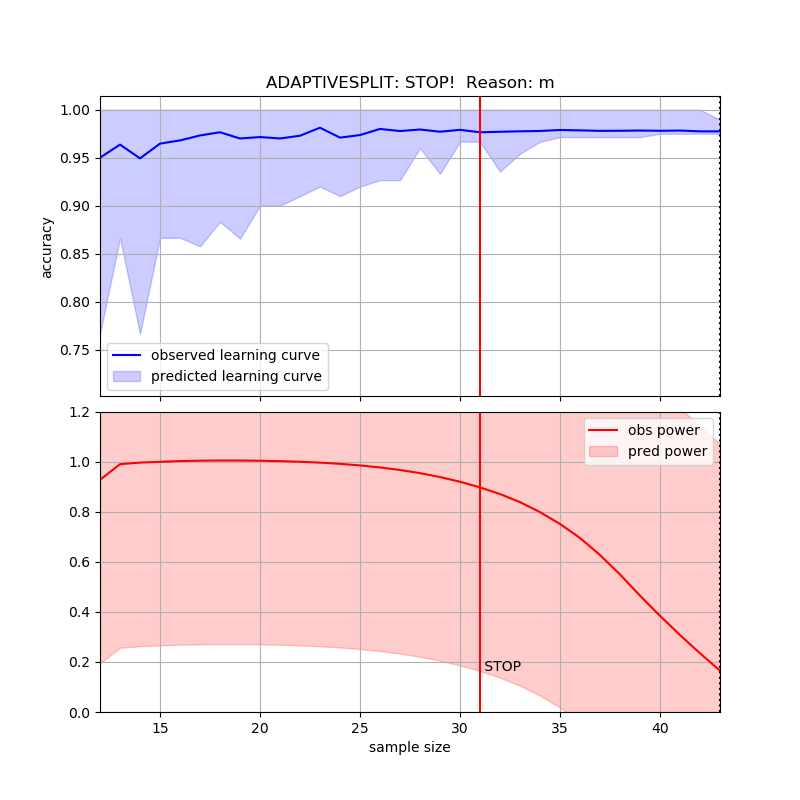 ADAPTIVESPLIT: STOP!  Reason: m
1.00
0.95
0.90
0.85
0.80
0.75
accuracy
observed learning curve
predicted learning curve
1.2
1.0
0.8
0.6
0.4
0.2
0.0
obs power
pred power
STOP
15 20 25 30 35 40
sample size